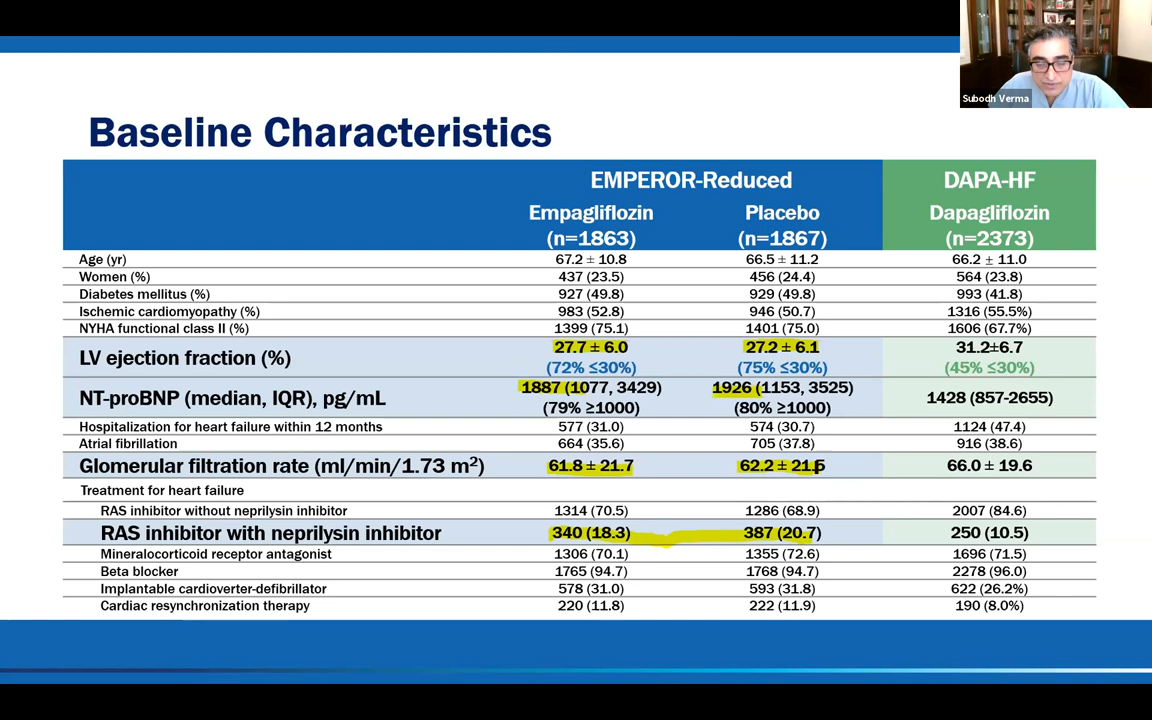 Subodh Verma
Baseline Characteristics
EMPEROR-Reduced DAPA-HF
Empagliflozin Placebo Dapagliflozin
(n=1863) (n=1867) (n=2373)
Age (yr) 67.2 ± 10.8 66.5 ± 11.2 66.2 ± 11.0
Women (%) 437 (23.5) 456 (24.4) 564 (23.8)
Diabetes mellitus (%) 927 (49.8) 929 (49.8) 993 (41.8)
Ischemic cardiomyopathy (%) 983 (52.8) 946 (50.7) 1316 (55.5%)
NYHA functional class II (%) 1399 (75.1) 1401 (75.0) 1606 (67.7%)
LV ejection fraction (%) 27.7 ± 6.0 27.2 ± 6.1 31.2±6.7
(72% ≤30%) (75% ≤30%) (45% ≤30%)
NT-proBNP (median, IQR), pg/mL 1887 (1077, 3429) 1926 (1153, 3525) 1428 (857-2655)
(79% ≥1000) (80% ≥1000)
Hospitalization for heart failure within 12 months 577 (31.0) 574 (30.7) 1124 (47.4)
Atrial fibrillation 664 (35.6) 705 (37.8) 916 (38.6)
Glomerular filtration rate (ml/min/1.73 m²) 61.8 ± 21.7 62.2 ± 21.5 66.0 ± 19.6
Treatment for heart failure
RAS inhibitor without neprilysin inhibitor 1314 (70.5) 1286 (68.9) 2007 (84.6)
RAS inhibitor with neprilysin inhibitor 340 (18.3) 387 (20.7) 250 (10.5)
Mineralocorticoid receptor antagonist 1306 (70.1) 1355 (72.6) 1696 (71.5)
Beta blocker 1765 (94.7) 1768 (94.7) 2278 (96.0)
Implantable cardioverter-defibrillator 578 (31.0) 593 (31.8) 622 (26.2%)
Cardiac resynchronization therapy 220 (11.8) 222 (11.9) 190 (8.0%)